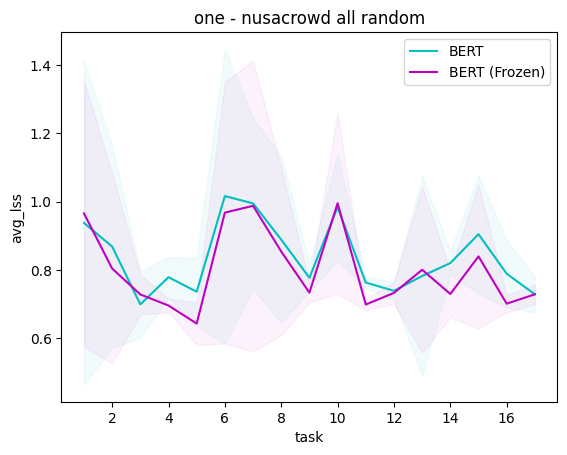 one - nusacrowd all random
BERT
BERT (Frozen)
avg_lss
1.4
1.2
1.0
0.8
0.6
2 4 6 8 10 12 14 16
task